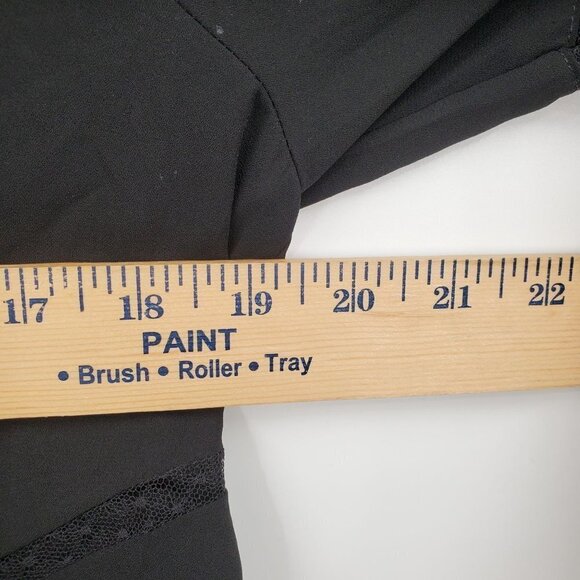 17 18 19 20 21 22
PAINT
• Brush • Roller • Tray